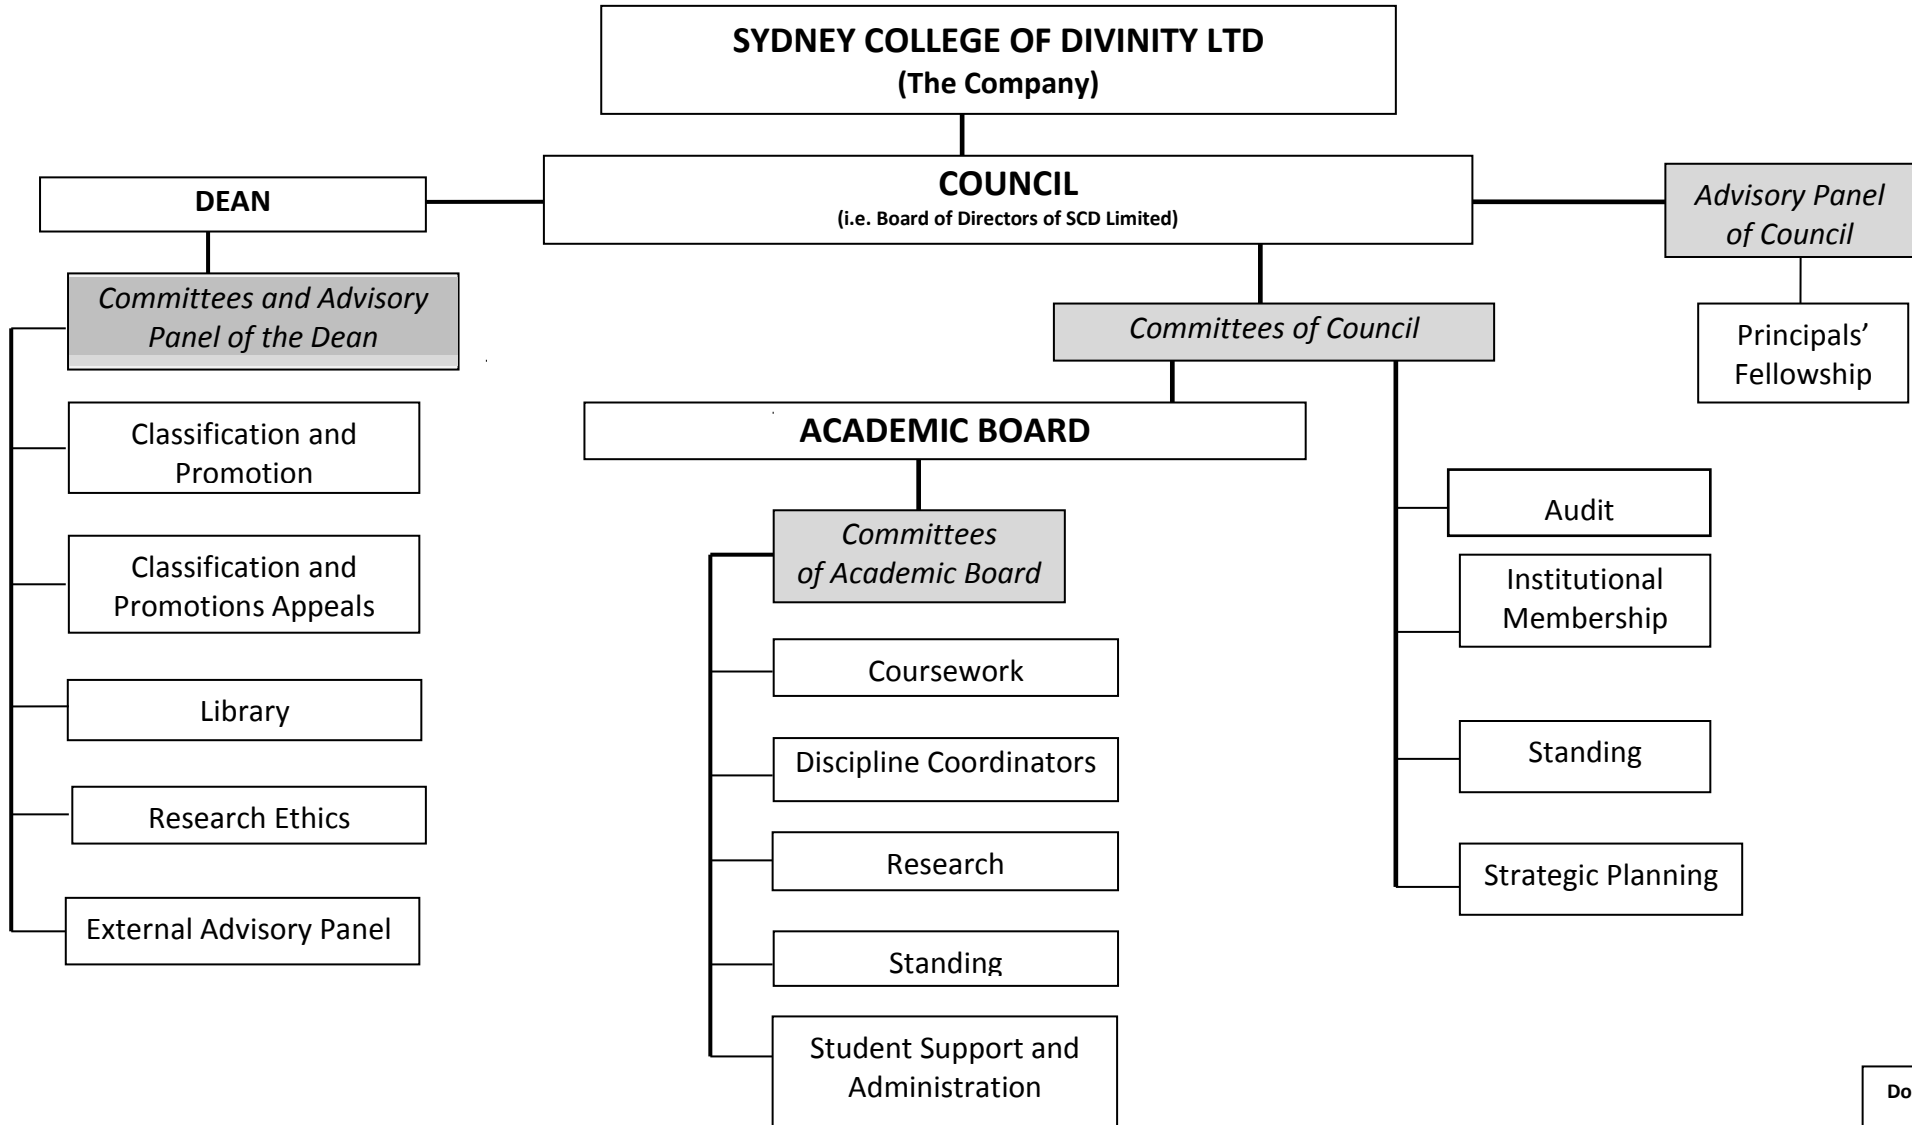 SYDNEY COLLEGE OF DIVINITY LTD
(The Company)
COUNCIL
(i.e. Board of Directors of SCD Limited)
DEAN
Advisory Panel
of Council
Committees and Advisory
Panel of the Dean
Committees of Council
Principals’
Fellowship
Classification and
Promotion
ACADEMIC BOARD
Audit
Committees
of Academic Board
Classification and
Promotions Appeals
Institutional
Membership
Coursework
Library
Standing
Discipline Coordinators
Research Ethics
Research
Strategic Planning
External Advisory Panel
Standing
Student Support and
Administration
Do